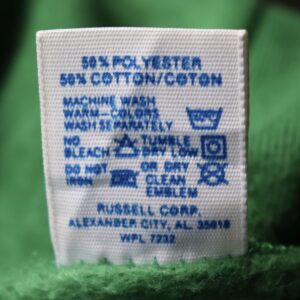 50% POLYESTER
50% COTTON/COTON
MACHINE WASH
WARM-COLORS
WASH SEPARATELY
NO TUMBLE
BLEACH DRY
DO NOT OR DRY
IRON CLEAN
EMBLEM
RUSSELL CORP.
ALEXANDER CITY, AL. 35010
WPL 7232